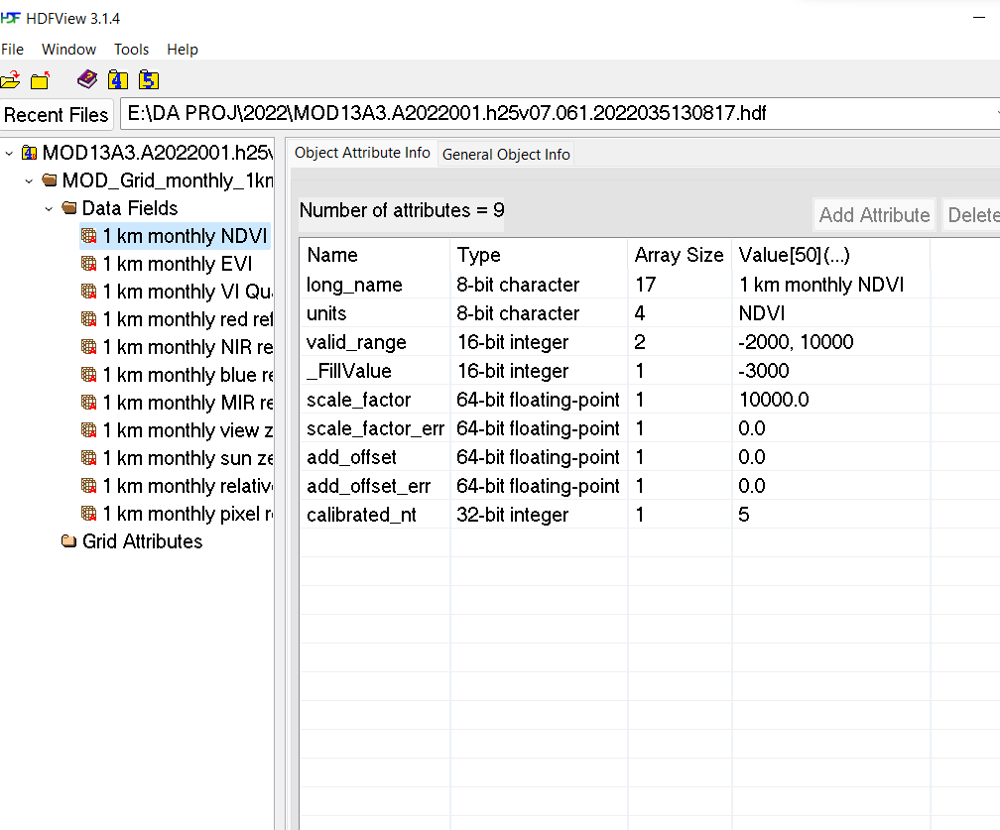 HDF HDFView 3.1.4
File Window Tools Help
4 5
Recent Files E:\DA PROJ\2022\MOD13A3.A2022001.h25v07.061.2022035130817.hdf
4 MOD13A3.A2022001.h25v
MOD_Grid_monthly_1km
Data Fields
1 km monthly NDVI
1 km monthly EVI
1 km monthly VI Qua
1 km monthly red ref
1 km monthly NIR re
1 km monthly blue re
1 km monthly MIR re
1 km monthly view z
1 km monthly sun ze
1 km monthly relative
1 km monthly pixel r
Grid Attributes
Object Attribute Info General Object Info
Number of attributes = 9 Add Attribute Delete
Name Type Array Size Value[50](...)
long_name 8-bit character 17 1 km monthly NDVI
units 8-bit character 4 NDVI
valid_range 16-bit integer 2 -2000, 10000
_FillValue 16-bit integer 1 -3000
scale_factor 64-bit floating-point 1 10000.0
scale_factor_err 64-bit floating-point 1 0.0
add_offset 64-bit floating-point 1 0.0
add_offset_err 64-bit floating-point 1 0.0
calibrated_nt 32-bit integer 1 5